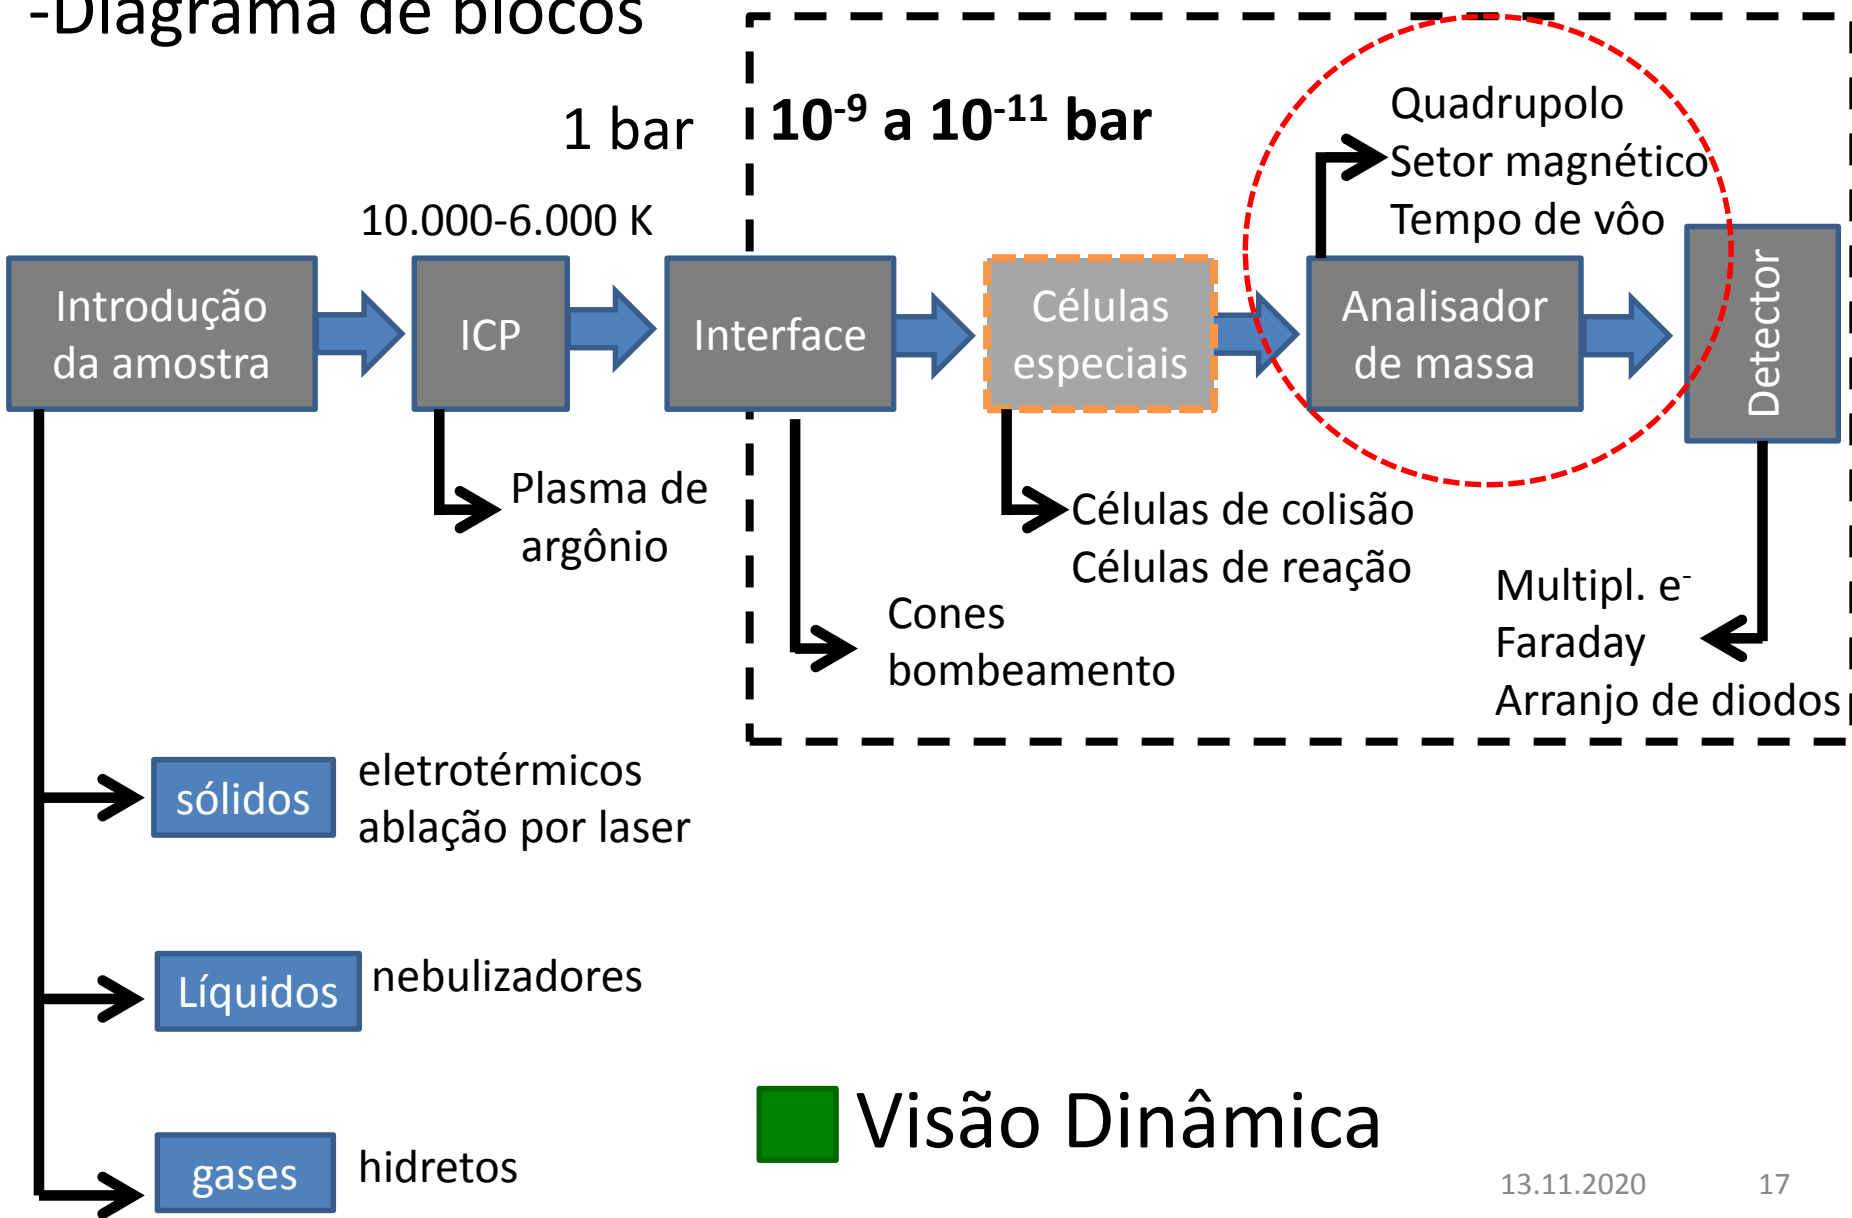 -Diagrama de blocos
1 bar
10⁻⁹ a 10⁻¹¹ bar
Quadrupolo
Setor magnético
Tempo de vôo
10.000-6.000 K
Introdução
da amostra
ICP
Interface
Células
especiais
Analisador
de massa
Detector
Plasma de
argônio
Células de colisão
Células de reação
Cones
bombeamento
Multipl. e⁻
Faraday
Arranjo de diodos
sólidos
eletrotérmicos
ablação por laser
Líquidos
nebulizadores
gases
hidretos
Visão Dinâmica
13.11.2020
17